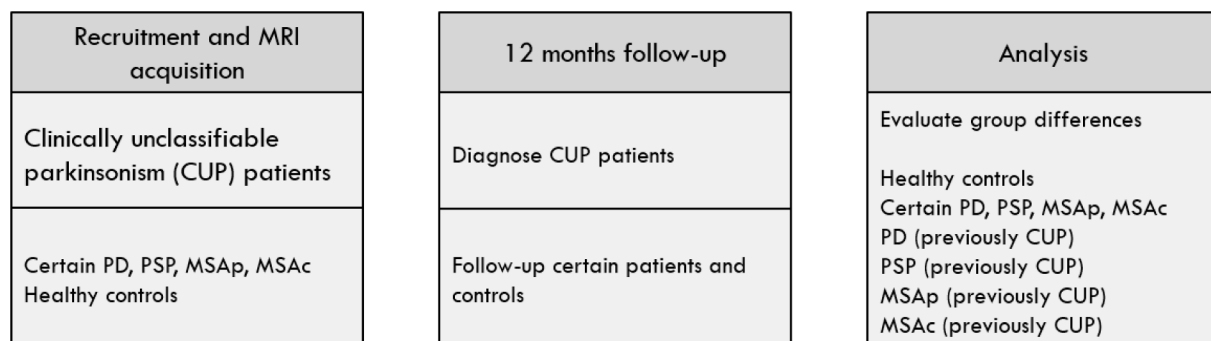 Recruitment and MRI
acquisition
Clinically unclassifiable
parkinsonism (CUP) patients
Certain PD, PSP, MSAp, MSAc
Healthy controls
12 months follow-up
Diagnose CUP patients
Follow-up certain patients and
controls
Analysis
Evaluate group differences
Healthy controls
Certain PD, PSP, MSAp, MSAc
PD (previously CUP)
PSP (previously CUP)
MSAp (previously CUP)
MSAc (previously CUP)